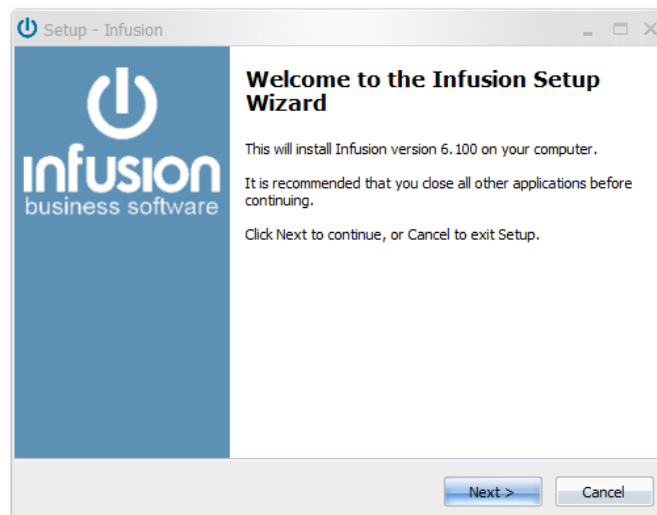 Setup - Infusion
Infusion
business software
Welcome to the Infusion Setup
Wizard
This will install Infusion version 6.100 on your computer.
It is recommended that you close all other applications before
continuing.
Click Next to continue, or Cancel to exit Setup.
Next >
Cancel